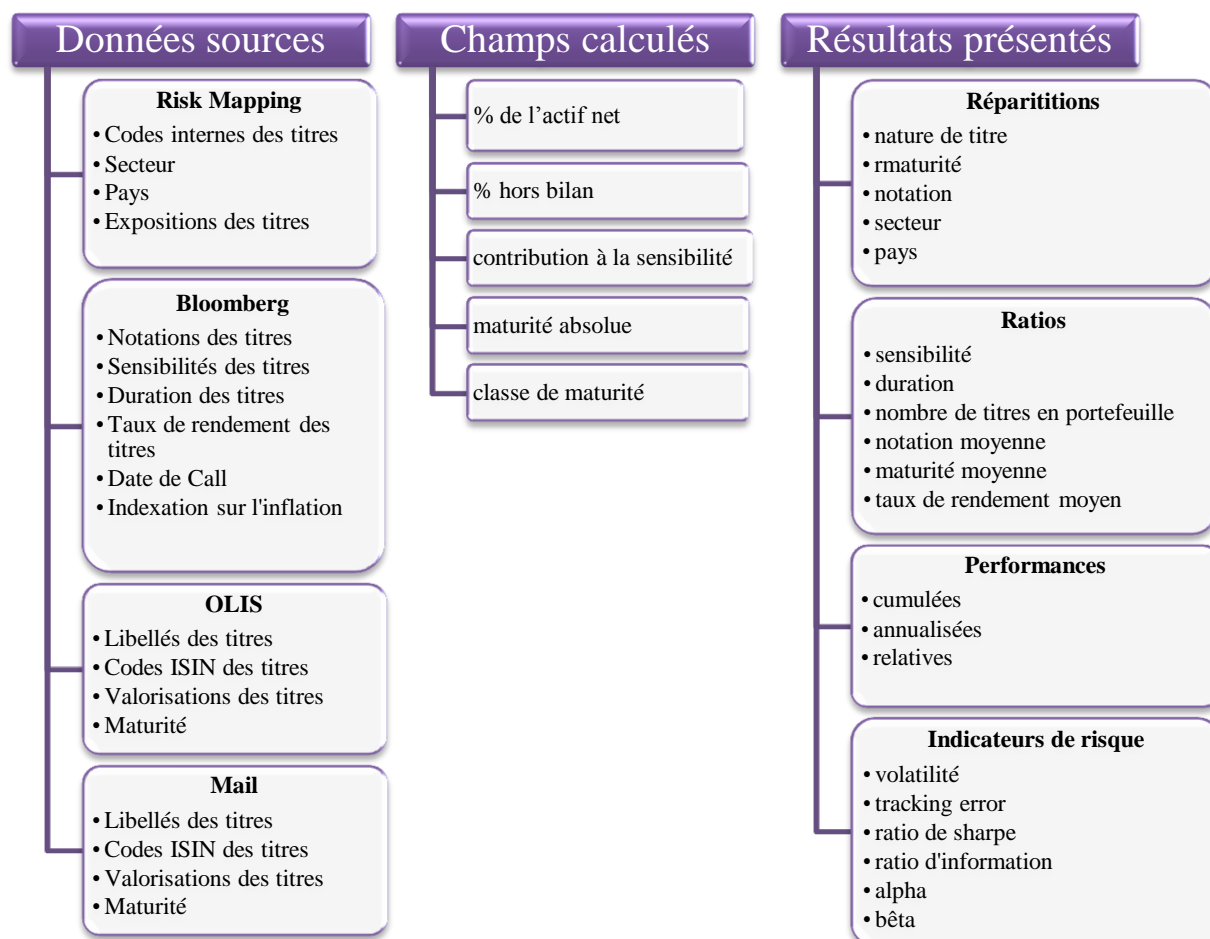 Données sources
Risk Mapping
• Codes internes des titres
• Secteur
• Pays
• Expositions des titres
Bloomberg
• Notations des titres
• Sensibilités des titres
• Duration des titres
• Taux de rendement des
titres
• Date de Call
• Indexation sur l'inflation
OLIS
• Libellés des titres
• Codes ISIN des titres
• Valorisations des titres
• Maturité
Mail
• Libellés des titres
• Codes ISIN des titres
• Valorisations des titres
• Maturité
Champs calculés
% de l’actif net
% hors bilan
contribution à la sensibilité
maturité absolue
classe de maturité
Résultats présentés
Réparititions
• nature de titre
• rmaturité
• notation
• secteur
• pays
Ratios
• sensibilité
• duration
• nombre de titres en portefeuille
• notation moyenne
• maturité moyenne
• taux de rendement moyen
Performances
• cumulées
• annualisées
• relatives
Indicateurs de risque
• volatilité
• tracking error
• ratio de sharpe
• ratio d'information
• alpha
• bêta